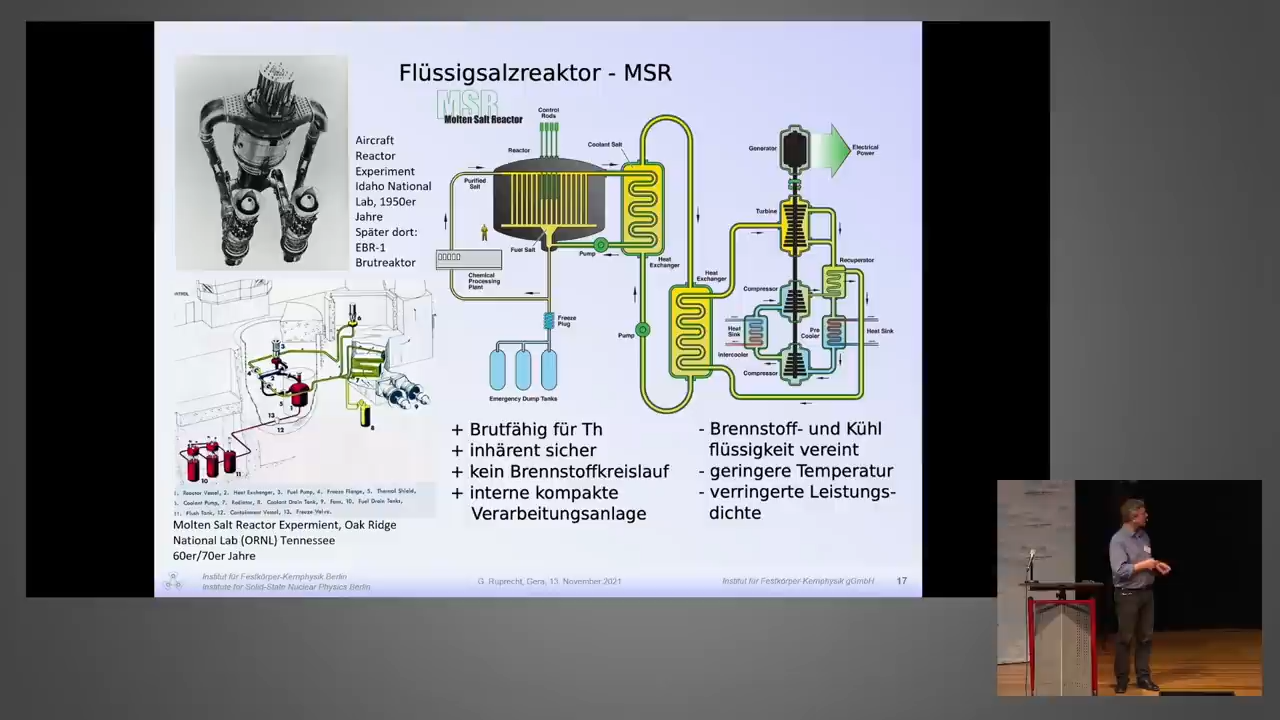 Flüssigsalzreaktor - MSR
MSR
Molten Salt Reactor
Aircraft
Reactor
Experiment
Idaho National
Lab, 1950er
Jahre
Später dort:
EBR-1
Brutreaktor
Control
Rods
Reactor
Coolant Salt
Purified
Salt
Fuel Salt
Pump
Heat
Exchanger
Chemical
Processing
Plant
Freeze
Plug
Emergency Dump Tanks
Pump
Heat
Exchanger
Generator
Electrical
Power
Turbine
Recuperator
Compressor
Heat
Sink
Pre
Cooler
Heat Sink
Intercooler
Compressor
1. Reactor Vessel, 2. Heat Exchanger, 3. Fuel Pump, 4. Freeze Flange, 5. Thermal Shield,
6. Coolant Pump, 7. Radiator, 8. Coolant Drain Tank, 9. Fans, 10. Fuel Drain Tanks,
11. Flush Tank, 12. Containment Vessel, 13. Freeze Valve.
Molten Salt Reactor Expermient, Oak Ridge
National Lab (ORNL) Tennessee
60er/70er Jahre
+ Brutfähig für Th
+ inhärent sicher
+ kein Brennstoffkreislauf
+ interne kompakte
Verarbeitungsanlage
- Brennstoff- und Kühl
flüssigkeit vereint
- geringere Temperatur
- verringerte Leistungs-
dichte
Institut für Festkörper-Kernphysik Berlin
Institute for Solid-State Nuclear Physics Berlin
G. Ruprecht, Gera, 13. November 2021
Institut für Festkörper-Kernphysik gGmbH
17